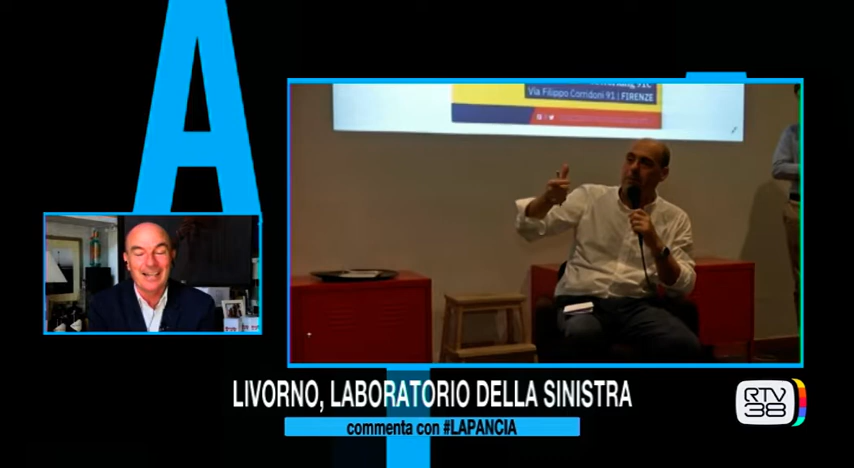 A
Via Filippo Corridoni 91 | FIRENZE
LIVORNO, LABORATORIO DELLA SINISTRA
commenta con #LAPANCIA
RTV
38